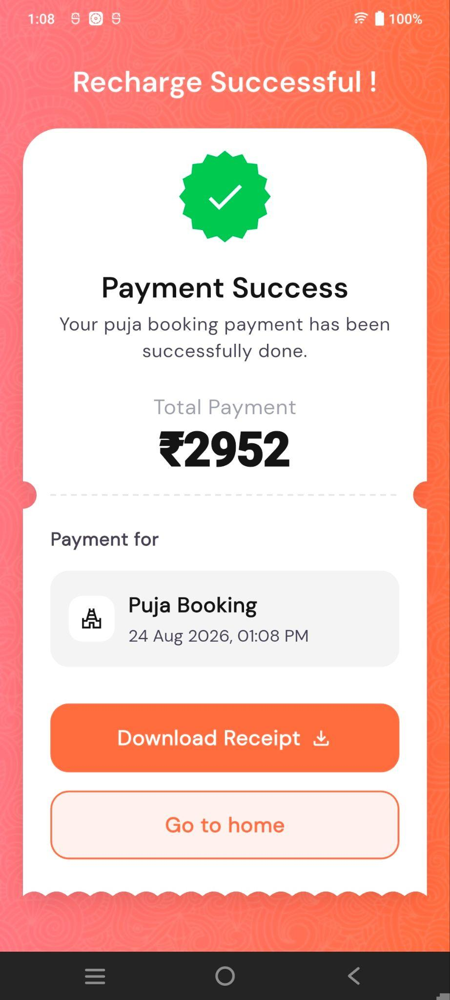 1:08
100%
Recharge Successful !
Payment Success
Your puja booking payment has been
successfully done.
Total Payment
₹2952
Payment for
Puja Booking
24 Aug 2026, 01:08 PM
Download Receipt
Go to home